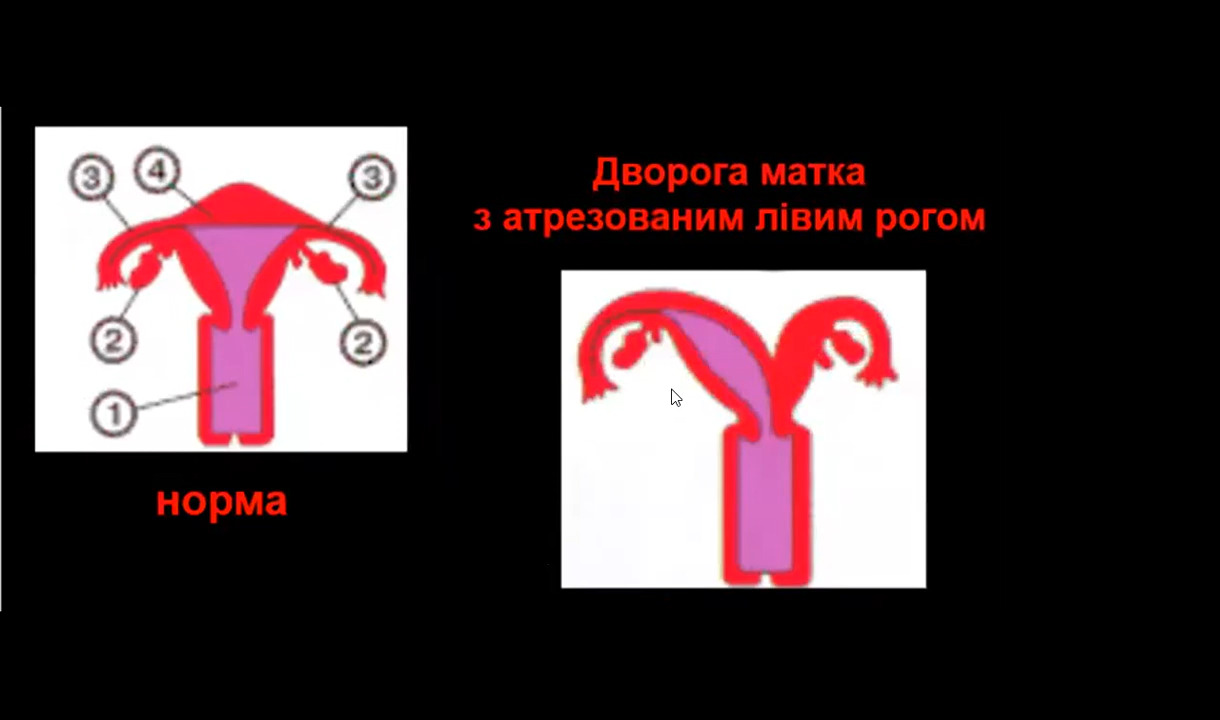 3 4 3
2 2
1
норма
Дворога матка
з атрезованим лівим рогом